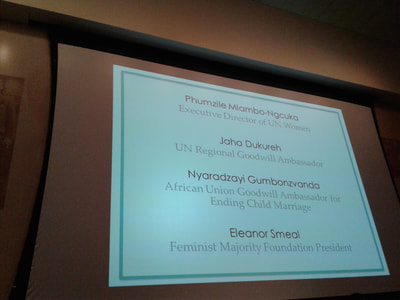 Phumzile Mlambo-Ngcuka
Executive Director of UN Women
Jaha Dukureh
UN Regional Goodwill Ambassador
Nyaradzayi Gumbonzvanda
African Union Goodwill Ambassador for
Ending Child Marriage
Eleanor Smeal
Feminist Majority Foundation President